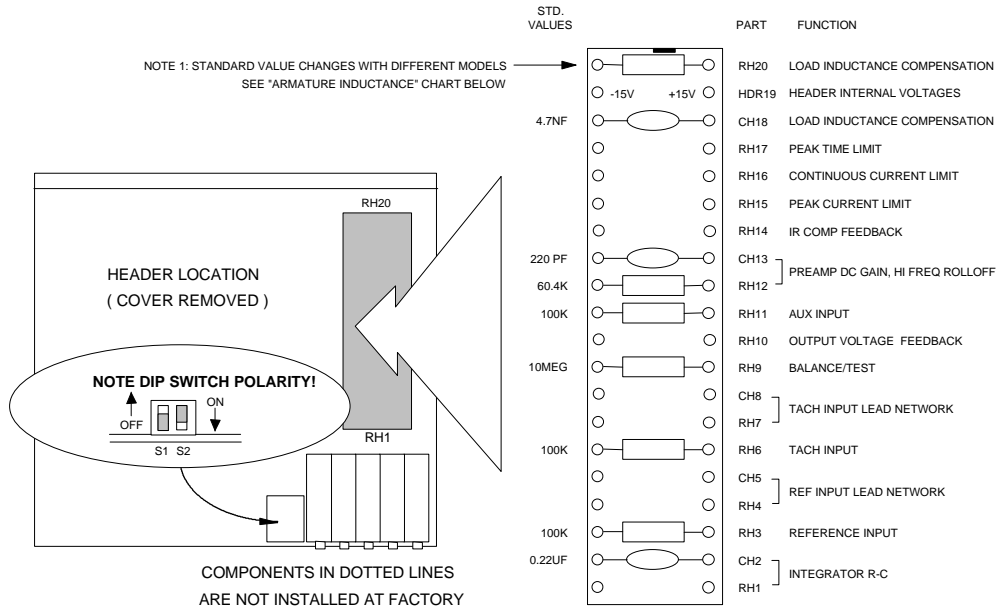 STD.
VALUES PART FUNCTION
NOTE 1: STANDARD VALUE CHANGES WITH DIFFERENT MODELS
SEE "ARMATURE INDUCTANCE" CHART BELOW
RH20 LOAD INDUCTANCE COMPENSATION
-15V +15V HDR19 HEADER INTERNAL VOLTAGES
4.7NF CH18 LOAD INDUCTANCE COMPENSATION
RH17 PEAK TIME LIMIT
RH16 CONTINUOUS CURRENT LIMIT
RH15 PEAK CURRENT LIMIT
RH14 IR COMP FEEDBACK
220 PF CH13
PREAMP DC GAIN, HI FREQ ROLLOFF
60.4K RH12
100K RH11 AUX INPUT
RH10 OUTPUT VOLTAGE FEEDBACK
10MEG RH9 BALANCE/TEST
CH8
TACH INPUT LEAD NETWORK
RH7
100K RH6 TACH INPUT
CH5
REF INPUT LEAD NETWORK
RH4
100K RH3 REFERENCE INPUT
0.22UF CH2
INTEGRATOR R-C
RH1
RH20
HEADER LOCATION
( COVER REMOVED )
NOTE DIP SWITCH POLARITY!
OFF ON
S1 S2
RH1
COMPONENTS IN DOTTED LINES
ARE NOT INSTALLED AT FACTORY